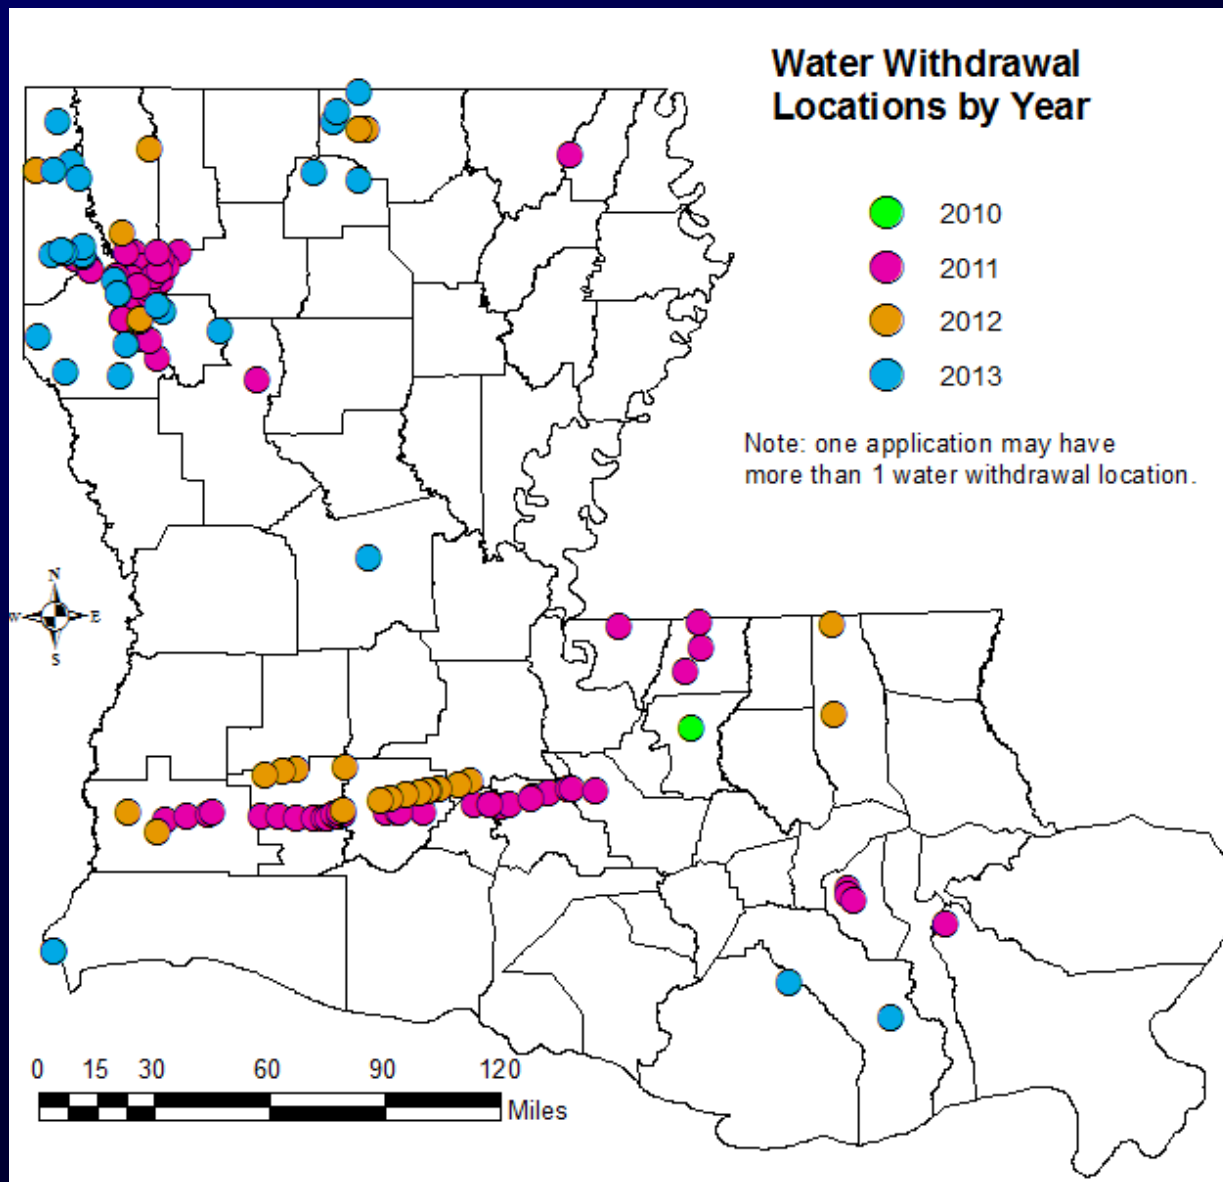 Water Withdrawal
Locations by Year
2010
2011
2012
2013
Note: one application may have
more than 1 water withdrawal location.
N
W E
S
0 15 30 60 90 120
Miles